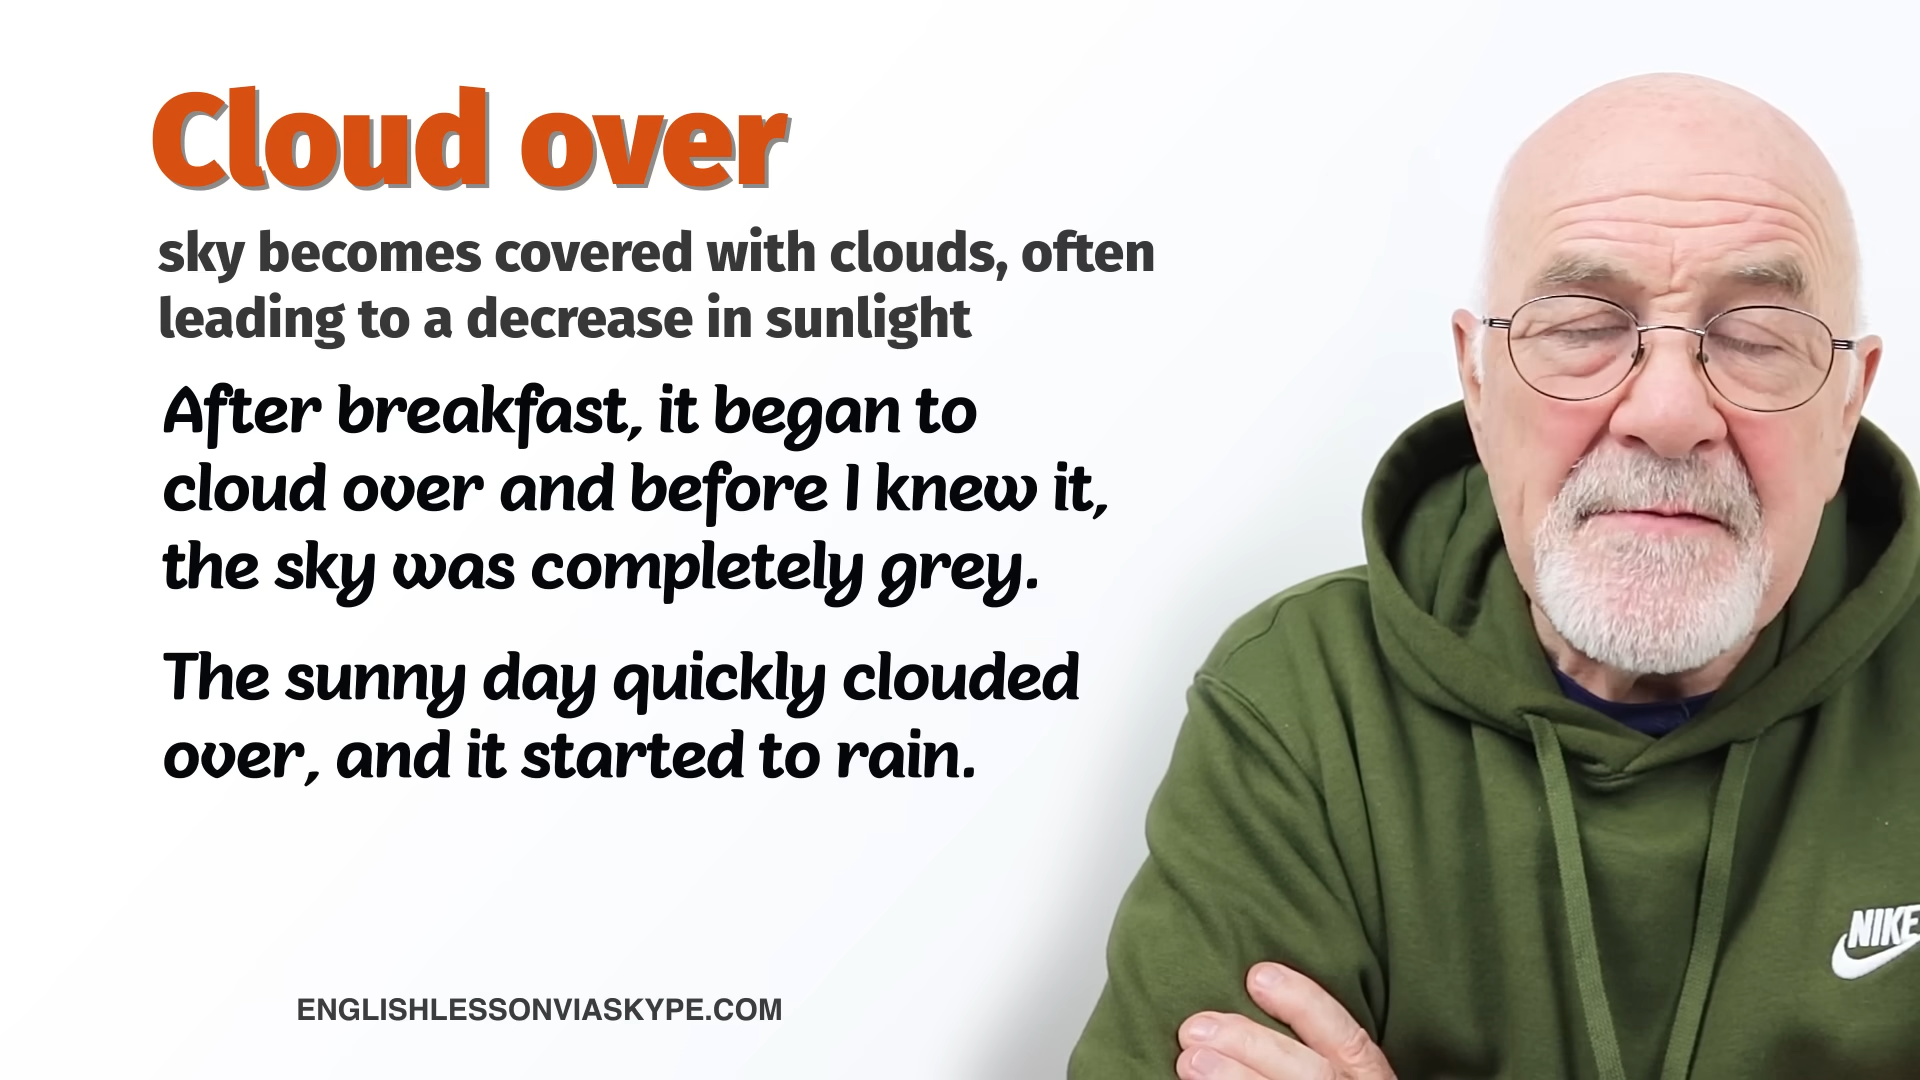 Cloud over
sky becomes covered with clouds, often
leading to a decrease in sunlight
After breakfast, it began to
cloud over and before I knew it,
the sky was completely grey.
The sunny day quickly clouded
over, and it started to rain.
NIKE
ENGLISHLESSONVIASKYPE.COM